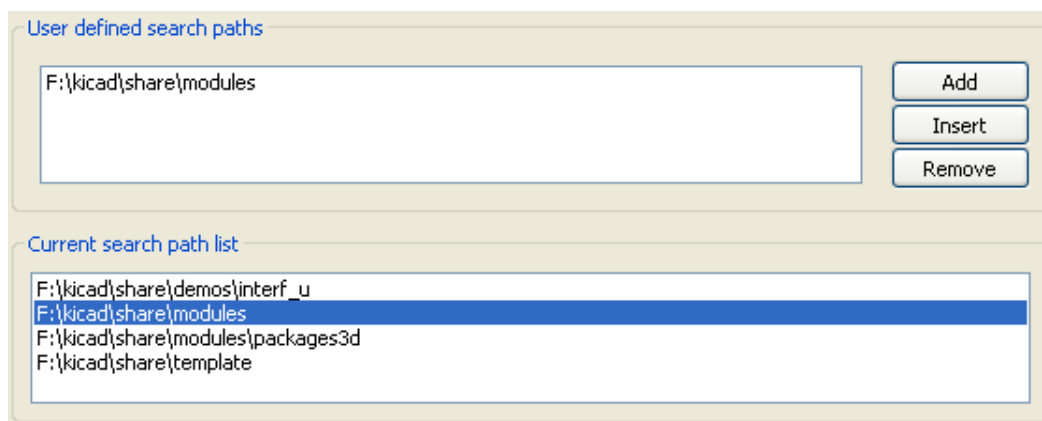 User defined search paths
F:\kicad\share\modules
Add
Insert
Remove
Current search path list
F:\kicad\share\demos\interf_u
F:\kicad\share\modules
F:\kicad\share\modules\packages3d
F:\kicad\share\template